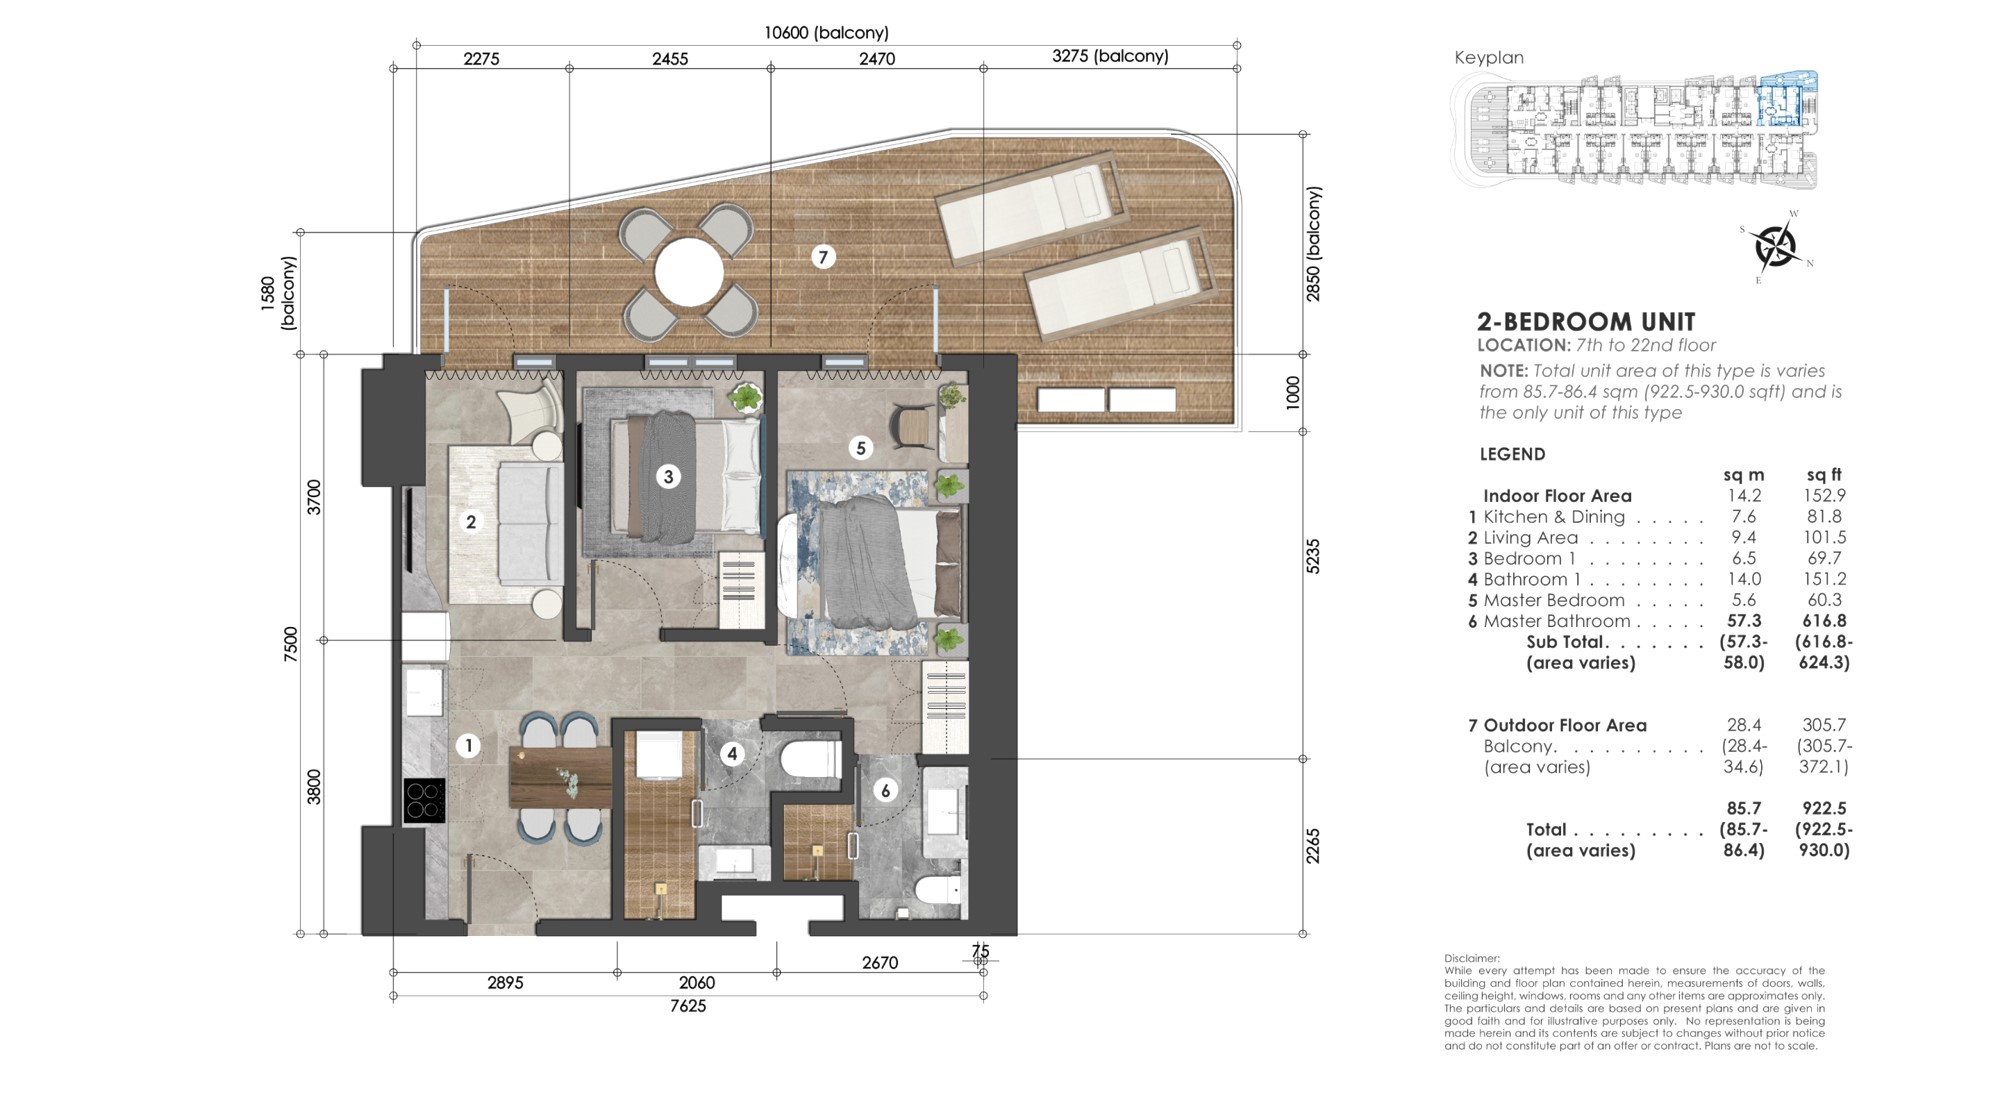 10600 (balcony)
2275
2455
2470
3275 (balcony)
1580
(balcony)
2850 (balcony)
1000
3700
7500
5235
3800
2265
7
2
3
5
1
4
6
75
2670
2895
2060
7625
Keyplan
W
S
N
E
2-BEDROOM UNIT
LOCATION: 7th to 22nd floor
NOTE: Total unit area of this type is varies
from 85.7-86.4 sqm (922.5-930.0 sqft) and is
the only unit of this type
LEGEND
sq m sq ft
Indoor Floor Area 14.2 152.9
1 Kitchen & Dining . . . . . 7.6 81.8
2 Living Area . . . . . . . . 9.4 101.5
3 Bedroom 1 . . . . . . . . 6.5 69.7
4 Bathroom 1 . . . . . . . . 14.0 151.2
5 Master Bedroom . . . . . 5.6 60.3
6 Master Bathroom . . . . . 57.3 616.8
Sub Total. . . . . . . (57.3- (616.8-
(area varies) 58.0) 624.3)
7 Outdoor Floor Area 28.4 305.7
Balcony. . . . . . . . . . (28.4- (305.7-
(area varies) 34.6) 372.1)
85.7 922.5
Total . . . . . . . . . (85.7- (922.5-
(area varies) 86.4) 930.0)
Disclaimer:
While every attempt has been made to ensure the accuracy of the
building and floor plan contained herein, measurements of doors, walls,
ceiling height, windows, rooms and any other items are approximates only.
The particulars and details are based on present plans and are given in
good faith and for illustrative purposes only. No representation is being
made herein and its contents are subject to changes without prior notice
and do not constitute part of an offer or contract. Plans are not to scale.